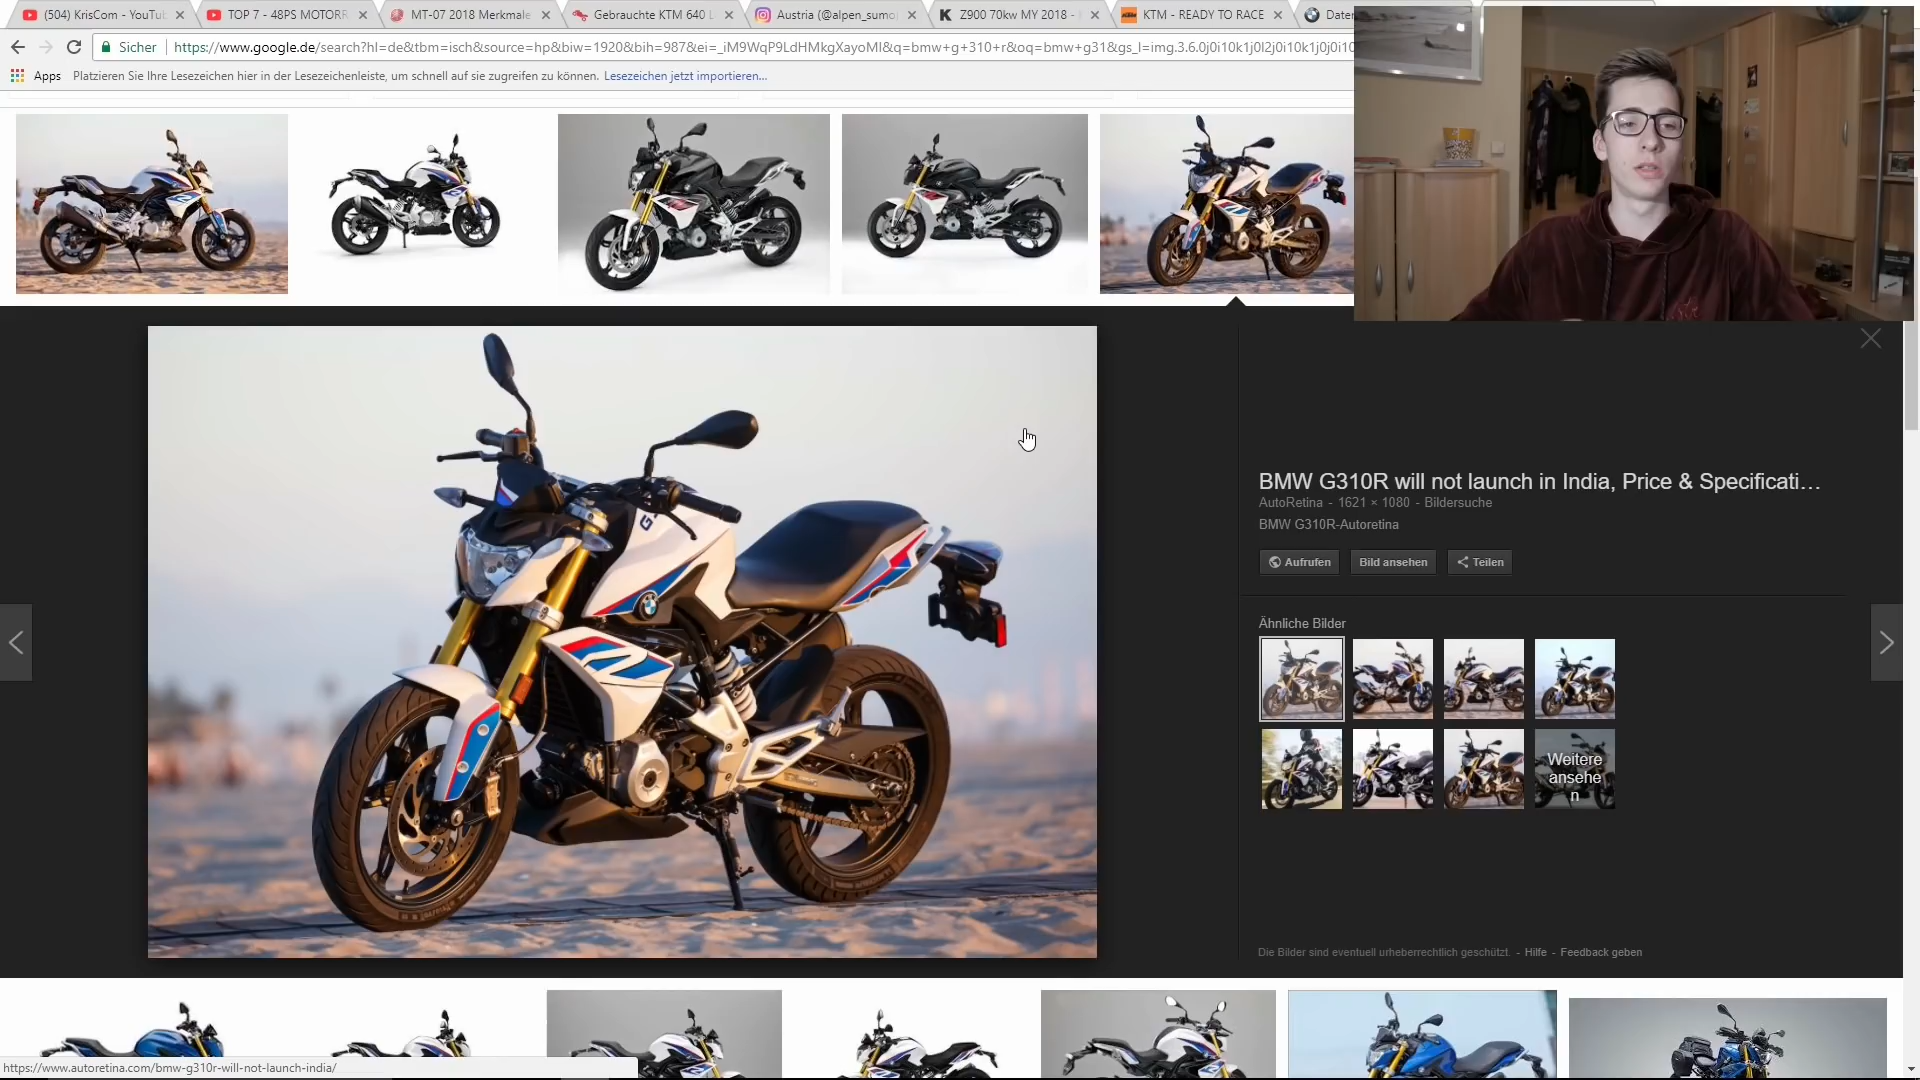 (504) KrisCom - YouTu
TOP 7 - 48PS MOTORR
MT-07 2018 Merkmale
Gebrauchte KTM 640 L
Austria (@alpen_sumo
Z900 70kw MY 2018 -
KTM - READY TO RACE
Daten
Sicher
https://www.google.de/search?hl=de&tbm=isch&source=hp&biw=1920&bih=987&ei=_iM9WqP9LdHMkgXayoMI&q=bmw+g+310+r&oq=bmw+g31&gs_l=img.3.6.0j0i10k1j0l2j0i10k1j0j0i10
Apps
Platzieren Sie Ihre Lesezeichen hier in der Lesezeichenleiste, um schnell auf sie zugreifen zu können. Lesezeichen jetzt importieren...
BMW G310R will not launch in India, Price & Specificati...
AutoRetina - 1621 × 1080 - Bildersuche
BMW G310R-Autoretina
Aufrufen
Bild ansehen
Teilen
Ähnliche Bilder
Weitere
ansehe
n
Die Bilder sind eventuell urheberrechtlich geschützt. - Hilfe - Feedback geben
https://www.autoretina.com/bmw-g310r-will-not-launch-india/